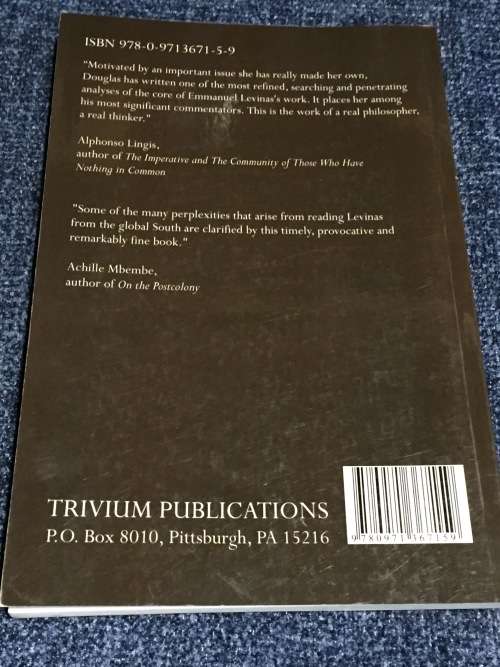 ISBN 978-0-9713671-5-9
"Motivated by an important issue she has really made her own,
Douglas has written one of the most refined, searching and penetrating
analyses of the core of Emmanuel Levinas's work. It places her among
his most significant commentators. This is the work of a real philosopher,
a real thinker."
Alphonso Lingis,
author of The Imperative and The Community of Those Who Have
Nothing in Common
"Some of the many perplexities that arise from reading Levinas
from the global South are clarified by this timely, provocative and
remarkably fine book."
Achille Mbembe,
author of On the Postcolony
TRIVIUM PUBLICATIONS
P.O. Box 8010, Pittsburgh, PA 15216
9780971367159